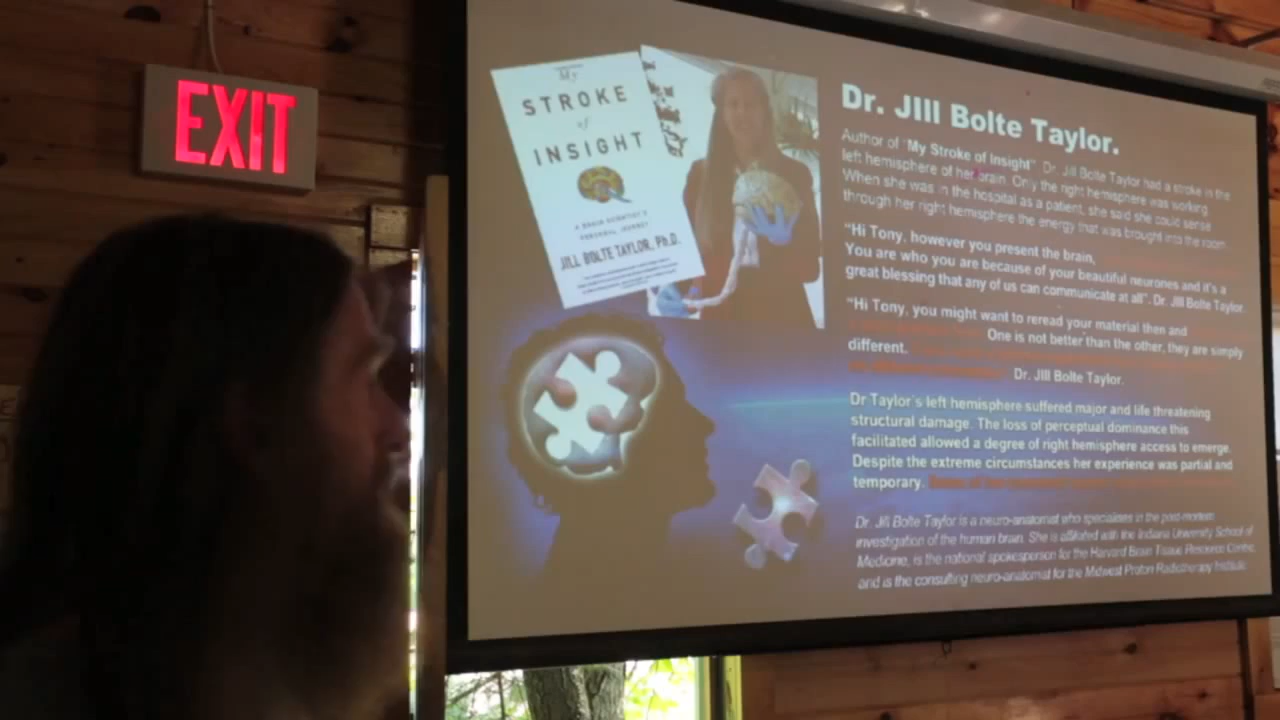 EXIT
My
STROKE
of
INSIGHT
A BRAIN SCIENTIST'S
PERSONAL JOURNEY
JILL BOLTE TAYLOR, Ph.D.
Dr. JIll Bolte Taylor.
Author of "My Stroke of Insight" Dr. Jill Bolte Taylor had a stroke in the
left hemisphere of her brain. Only the right hemisphere was working
When she was in the hospital as a patient, she said she could sense
through her right hemisphere the energy that was brought into the room.
"Hi Tony, however you present the brain,
You are who you are because of your beautiful neurones and it's a
great blessing that any of us can communicate at all". Dr. Jill Bolte Taylor.
"Hi Tony, you might want to reread your material then and
One is not better than the other, they are simply
different.
Dr. Jill Bolte Taylor.
Dr Taylor's left hemisphere suffered major and life threatening
structural damage. The loss of perceptual dominance this
facilitated allowed a degree of right hemisphere access to emerge.
Despite the extreme circumstances her experience was partial and
temporary.
Dr. Jill Bolte Taylor is a neuro-anatomist who specialises in the post-mortem
investigation of the human brain. She is affiliated with the Indiana University School of
Medicine, is the national spokesperson for the Harvard Brain Tissue Resource Centre,
and is the consulting neuro-anatomist for the Midwest Proton Radiotherapy Institute.